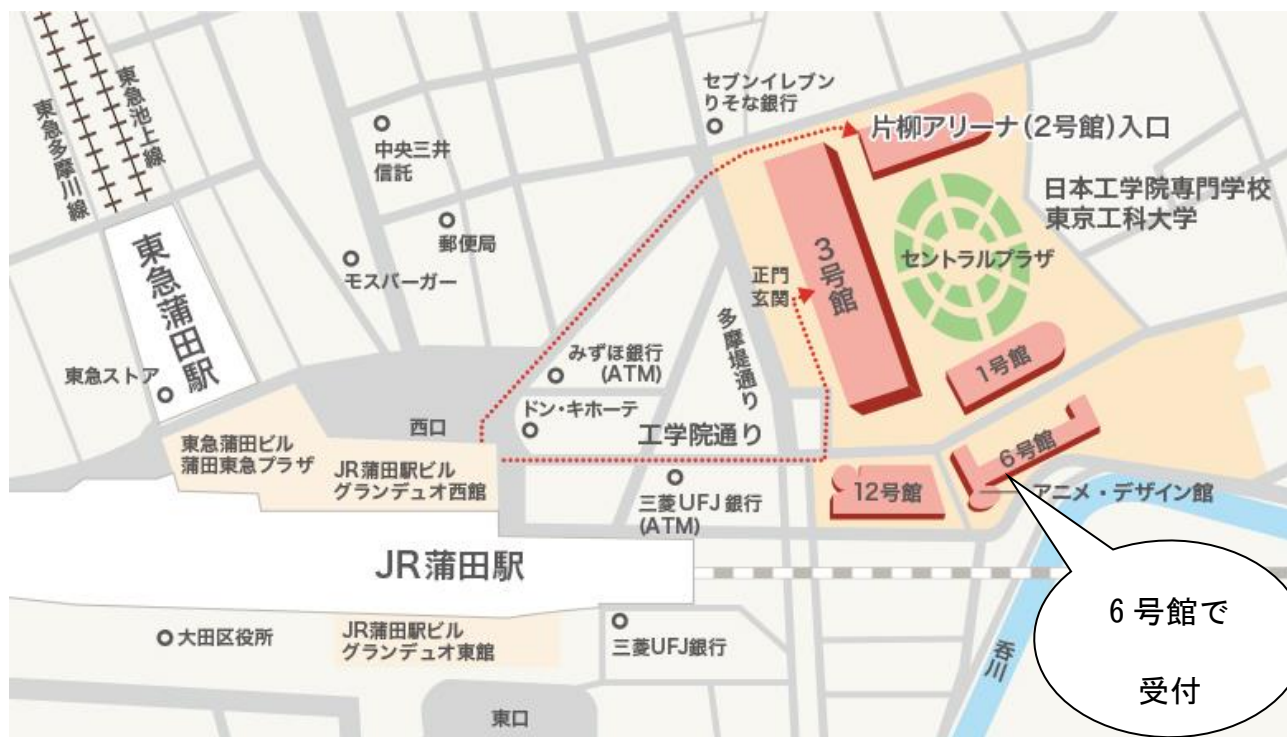 東急多摩川線
東急池上線
東急蒲田駅
東急ストア
中央三井
信託
郵便局
モスバーガー
セブンイレブン
りそな銀行
片柳アリーナ(2号館)入口
日本工学院専門学校
東京工科大学
セントラルプラザ
3号館
正門
玄関
多摩堤通り
1号館
みずほ銀行
(ATM)
ドン・キホーテ
工学院通り
西口
東急蒲田ビル
蒲田東急プラザ
JR蒲田駅ビル
グランデュオ西館
三菱UFJ銀行
(ATM)
12号館
6号館
アニメ・デザイン館
JR蒲田駅
大田区役所
JR蒲田駅ビル
グランデュオ東館
三菱UFJ銀行
東口
呑川
6号館で
受付